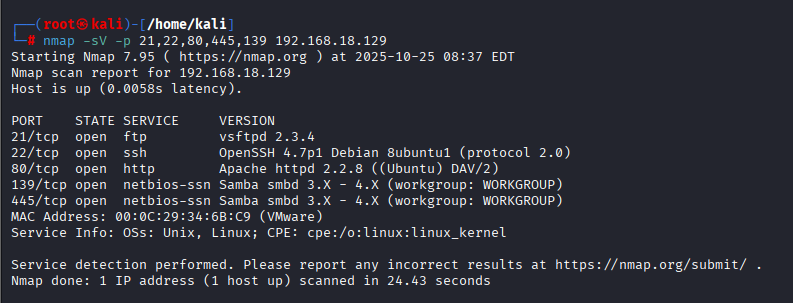 ┌──(root㉿kali)-[/home/kali]
└─# nmap -sV -p 21,22,80,445,139 192.168.18.129
Starting Nmap 7.95 ( https://nmap.org ) at 2025-10-25 08:37 EDT
Nmap scan report for 192.168.18.129
Host is up (0.0058s latency).

PORT    STATE SERVICE     VERSION
21/tcp  open  ftp         vsftpd 2.3.4
22/tcp  open  ssh         OpenSSH 4.7p1 Debian 8ubuntu1 (protocol 2.0)
80/tcp  open  http        Apache httpd 2.2.8 ((Ubuntu) DAV/2)
139/tcp open  netbios-ssn Samba smbd 3.X - 4.X (workgroup: WORKGROUP)
445/tcp open  netbios-ssn Samba smbd 3.X - 4.X (workgroup: WORKGROUP)
MAC Address: 00:0C:29:34:6B:C9 (VMware)
Service Info: OSs: Unix, Linux; CPE: cpe:/o:linux:linux_kernel

Service detection performed. Please report any incorrect results at https://nmap.org/submit/ .
Nmap done: 1 IP address (1 host up) scanned in 24.43 seconds